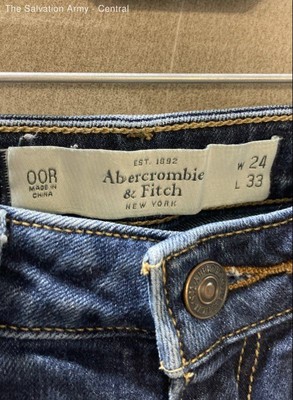 The Salvation Army - Central
EST. 1892
00R
MADE IN
CHINA
Abercrombie
& Fitch
NEW YORK
W 24
L 33